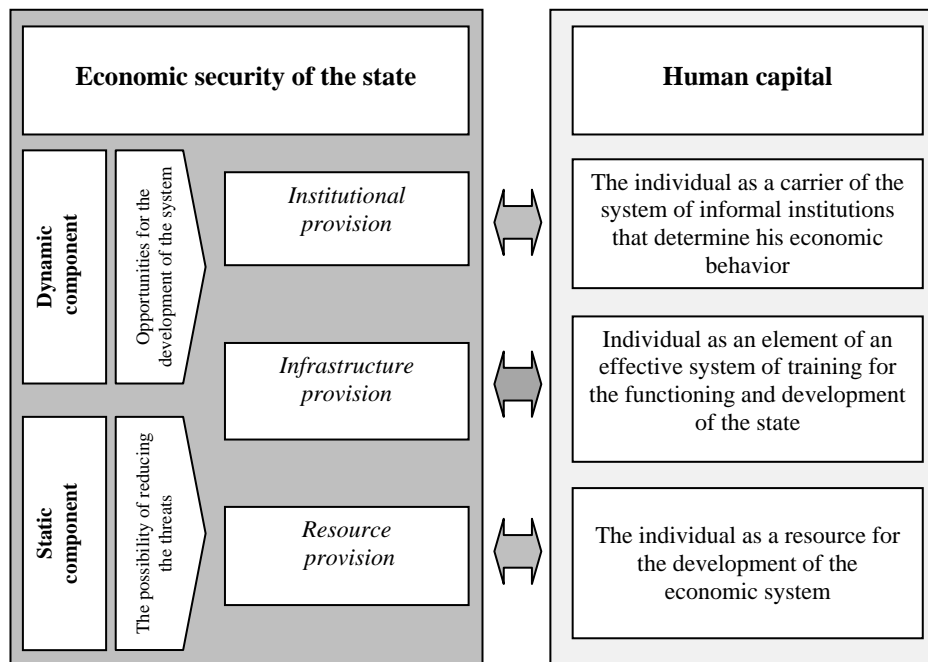 Economic security of the state
Human capital
Dynamic
component
Opportunities for the
development of the system
Institutional
provision
The individual as a carrier of the
system of informal institutions
that determine his economic
behavior
Infrastructure
provision
Individual as an element of an
effective system of training for
the functioning and development
of the state
Static
component
The possibility of reducing
the threats
Resource
provision
The individual as a resource for
the development of the
economic system